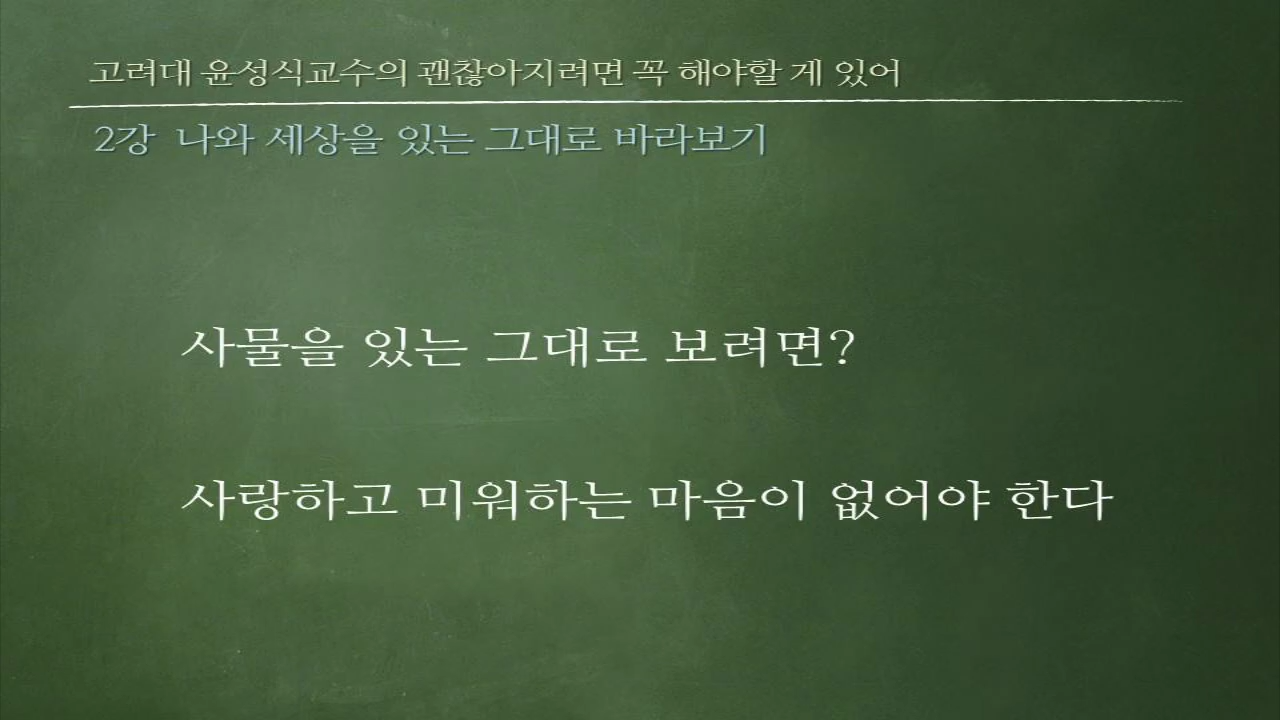 고려대 윤성식교수의 괜찮아지려면 꼭 해야할 게 있어
2강 나와 세상을 있는 그대로 바라보기
사물을 있는 그대로 보려면?
사랑하고 미워하는 마음이 없어야 한다